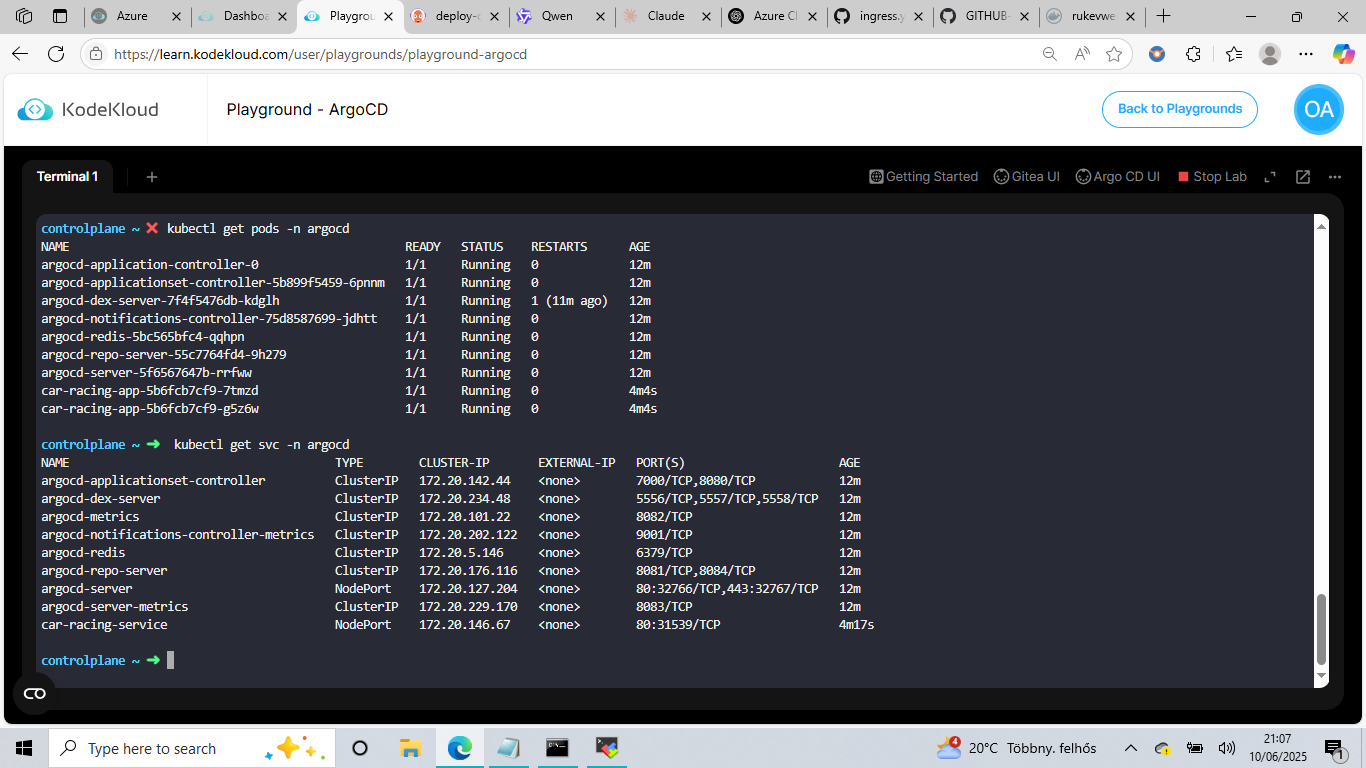 Azure
Dashboa
Playgroun
deploy-c
Qwen
Claude
Azure Cl
ingress.y
GITHUB-
rukevwe
https://learn.kodekloud.com/user/playgrounds/playground-argocd
KodeKloud
Playground - ArgoCD
Back to Playgrounds
OA
Terminal 1
Getting Started
Gitea UI
Argo CD UI
Stop Lab
controlplane ~ ❌ kubectl get pods -n argocd
NAME READY STATUS RESTARTS AGE
argocd-application-controller-0 1/1 Running 0 12m
argocd-applicationset-controller-5b899f5459-6pnnm 1/1 Running 0 12m
argocd-dex-server-7f4f5476db-kdglh 1/1 Running 1 (11m ago) 12m
argocd-notifications-controller-75d8587699-jdhtt 1/1 Running 0 12m
argocd-redis-5bc565bfc4-qqhpn 1/1 Running 0 12m
argocd-repo-server-55c7764fd4-9h279 1/1 Running 0 12m
argocd-server-5f6567647b-rrfww 1/1 Running 0 12m
car-racing-app-5b6fcb7cf9-7tmzd 1/1 Running 0 4m4s
car-racing-app-5b6fcb7cf9-g5z6w 1/1 Running 0 4m4s
controlplane ~ ➜ kubectl get svc -n argocd
NAME TYPE CLUSTER-IP EXTERNAL-IP PORT(S) AGE
argocd-applicationset-controller ClusterIP 172.20.142.44 <none> 7000/TCP,8080/TCP 12m
argocd-dex-server ClusterIP 172.20.234.48 <none> 5556/TCP,5557/TCP,5558/TCP 12m
argocd-metrics ClusterIP 172.20.101.22 <none> 8082/TCP 12m
argocd-notifications-controller-metrics ClusterIP 172.20.202.122 <none> 9001/TCP 12m
argocd-redis ClusterIP 172.20.5.146 <none> 6379/TCP 12m
argocd-repo-server ClusterIP 172.20.176.116 <none> 8081/TCP,8084/TCP 12m
argocd-server NodePort 172.20.127.204 <none> 80:32766/TCP,443:32767/TCP 12m
argocd-server-metrics ClusterIP 172.20.229.170 <none> 8083/TCP 12m
car-racing-service NodePort 172.20.146.67 <none> 80:31539/TCP 4m17s
controlplane ~ ➜
Type here to search
4
20°C Többny. felhős
21:07
10/06/2025
1